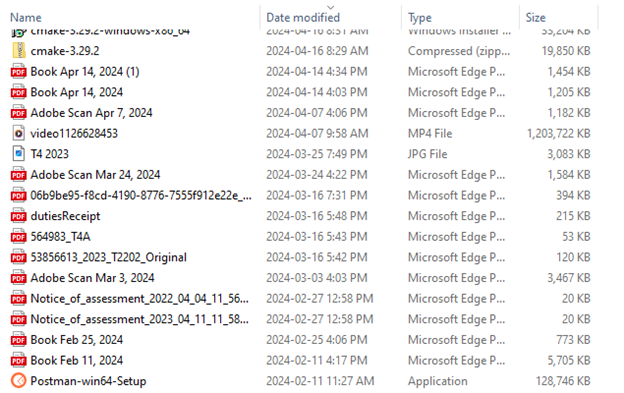 Name Date modified Type Size
cmake-3.29.2-windows-x86_64 2024-04-16 8:31 AM Windows Installer ... 33,204 KB
cmake-3.29.2 2024-04-16 8:29 AM Compressed (zipp... 19,850 KB
Book Apr 14, 2024 (1) 2024-04-14 4:34 PM Microsoft Edge P... 1,454 KB
Book Apr 14, 2024 2024-04-14 4:03 PM Microsoft Edge P... 1,205 KB
Adobe Scan Apr 7, 2024 2024-04-07 4:06 PM Microsoft Edge P... 1,182 KB
video1126628453 2024-04-07 9:58 AM MP4 File 1,203,722 KB
T4 2023 2024-03-25 7:49 PM JPG File 3,083 KB
Adobe Scan Mar 24, 2024 2024-03-24 4:22 PM Microsoft Edge P... 1,584 KB
06b9be95-f8cd-4190-8776-7555f912e22e_... 2024-03-16 7:31 PM Microsoft Edge P... 394 KB
dutiesReceipt 2024-03-16 5:48 PM Microsoft Edge P... 215 KB
564983_T4A 2024-03-16 5:43 PM Microsoft Edge P... 53 KB
53856613_2023_T2202_Original 2024-03-16 5:42 PM Microsoft Edge P... 120 KB
Adobe Scan Mar 3, 2024 2024-03-03 4:03 PM Microsoft Edge P... 3,467 KB
Notice_of_assessment_2022_04_04_11_56... 2024-02-27 12:58 PM Microsoft Edge P... 20 KB
Notice_of_assessment_2023_04_11_11_58... 2024-02-27 12:58 PM Microsoft Edge P... 20 KB
Book Feb 25, 2024 2024-02-25 4:06 PM Microsoft Edge P... 773 KB
Book Feb 11, 2024 2024-02-11 4:17 PM Microsoft Edge P... 5,705 KB
Postman-win64-Setup 2024-02-11 11:27 AM Application 128,746 KB